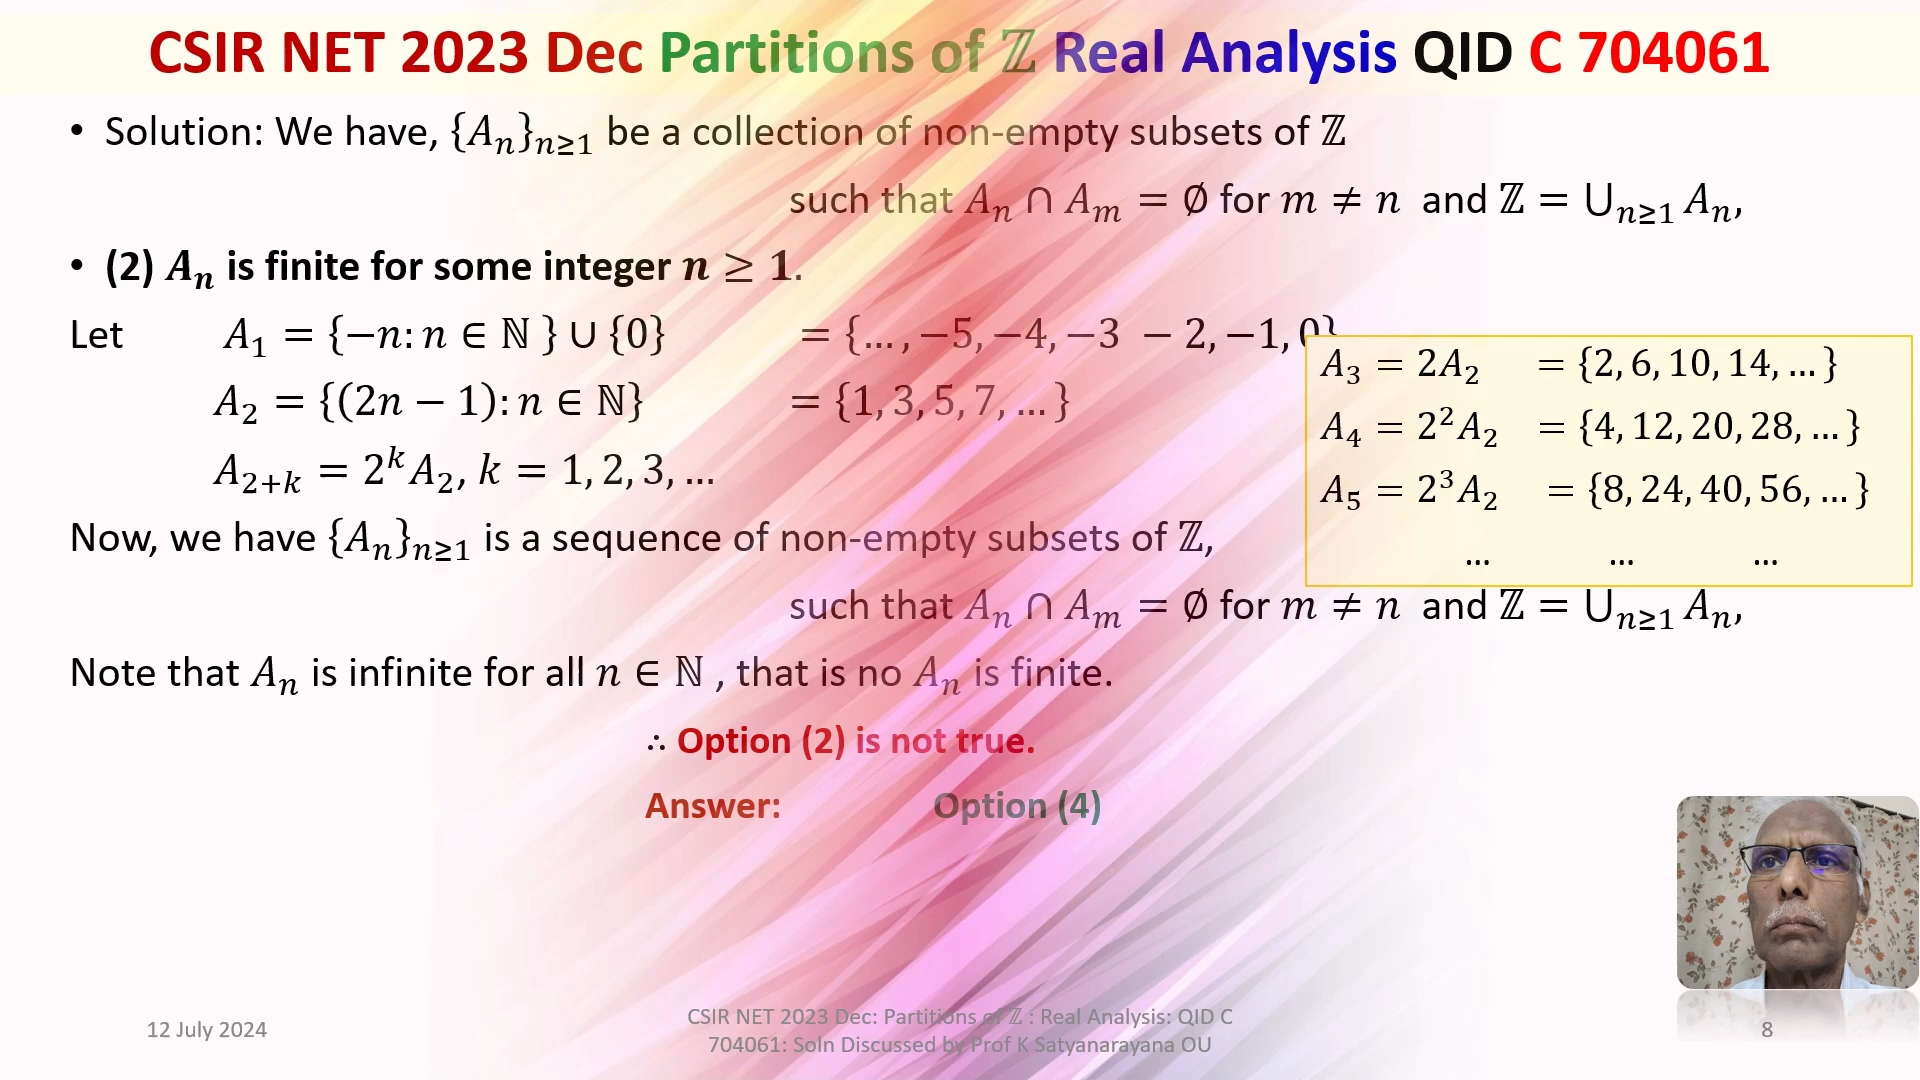 CSIR NET 2023 Dec Partitions of ℤ Real Analysis QID C 704061
• Solution: We have, {Aₙ}ₙ≥₁ be a collection of non-empty subsets of ℤ
such that Aₙ ∩ Aₘ = ∅ for m ≠ n and ℤ = ⋃ₙ≥₁ Aₙ,
• (2) Aₙ is finite for some integer n ≥ 1.
Let A₁ = {−n: n ∈ ℕ } ∪ {0} = {… , −5, −4, −3 − 2, −1, 0}
A₂ = {(2n − 1): n ∈ ℕ} = {1, 3, 5, 7, … }
A₂₊ₖ = 2ᵏA₂, k = 1, 2, 3, …
A₃ = 2A₂ = {2, 6, 10, 14, … }
A₄ = 2²A₂ = {4, 12, 20, 28, … }
A₅ = 2³A₂ = {8, 24, 40, 56, … }
… … …
Now, we have {Aₙ}ₙ≥₁ is a sequence of non-empty subsets of ℤ,
such that Aₙ ∩ Aₘ = ∅ for m ≠ n and ℤ = ⋃ₙ≥₁ Aₙ,
Note that Aₙ is infinite for all n ∈ ℕ , that is no Aₙ is finite.
∴ Option (2) is not true.
Answer: Option (4)
12 July 2024
CSIR NET 2023 Dec: Partitions of ℤ : Real Analysis: QID C
704061: Soln Discussed by Prof K Satyanarayana OU
8